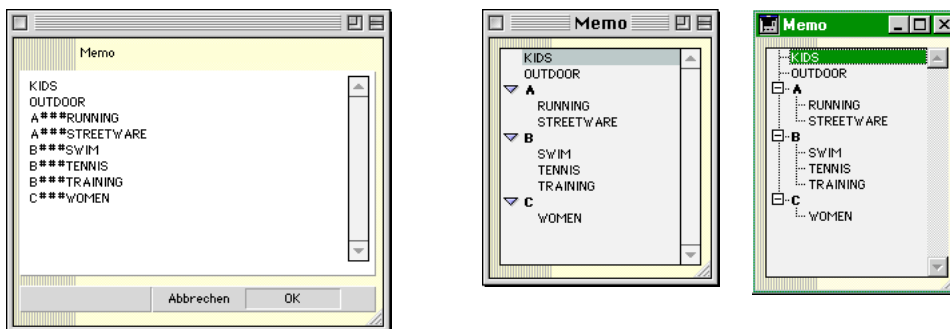 Memo
KIDS
OUTDOOR
A###RUNNING
A###STREETWARE
B###SWIM
B###TENNIS
B###TRAINING
C###WOMEN
Abbrechen OK
Memo
KIDS
OUTDOOR
A
RUNNING
STREETWARE
B
SWIM
TENNIS
TRAINING
C
WOMEN
Memo
KIDS
OUTDOOR
A
RUNNING
STREETWARE
B
SWIM
TENNIS
TRAINING
C
WOMEN